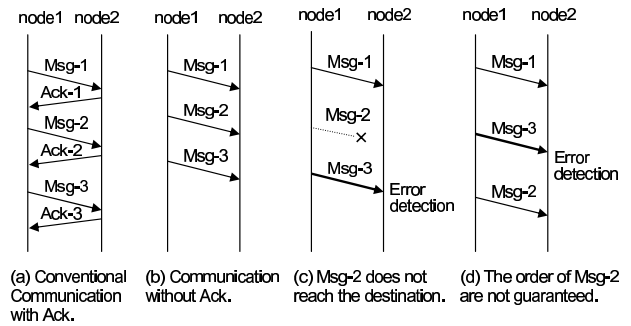 node1 node2
Msg-1
Ack-1
Msg-2
Ack-2
Msg-3
Ack-3
(a) Conventional
Communication
with Ack.
node1 node2
Msg-1
Msg-2
Msg-3
(b) Communication
without Ack.
node1 node2
Msg-1
Msg-2
Msg-3
Error
detection
(c) Msg-2 does not
reach the destination.
node1 node2
Msg-1
Msg-3
Error
detection
Msg-2
(d) The order of Msg-2
are not guaranteed.